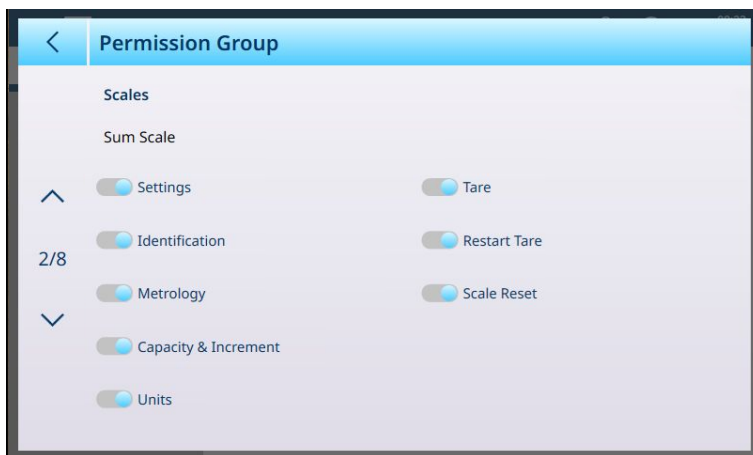 Permission Group
Scales
Sum Scale
Settings
Tare
Identification
Restart Tare
2/8
Metrology
Scale Reset
Capacity & Increment
Units